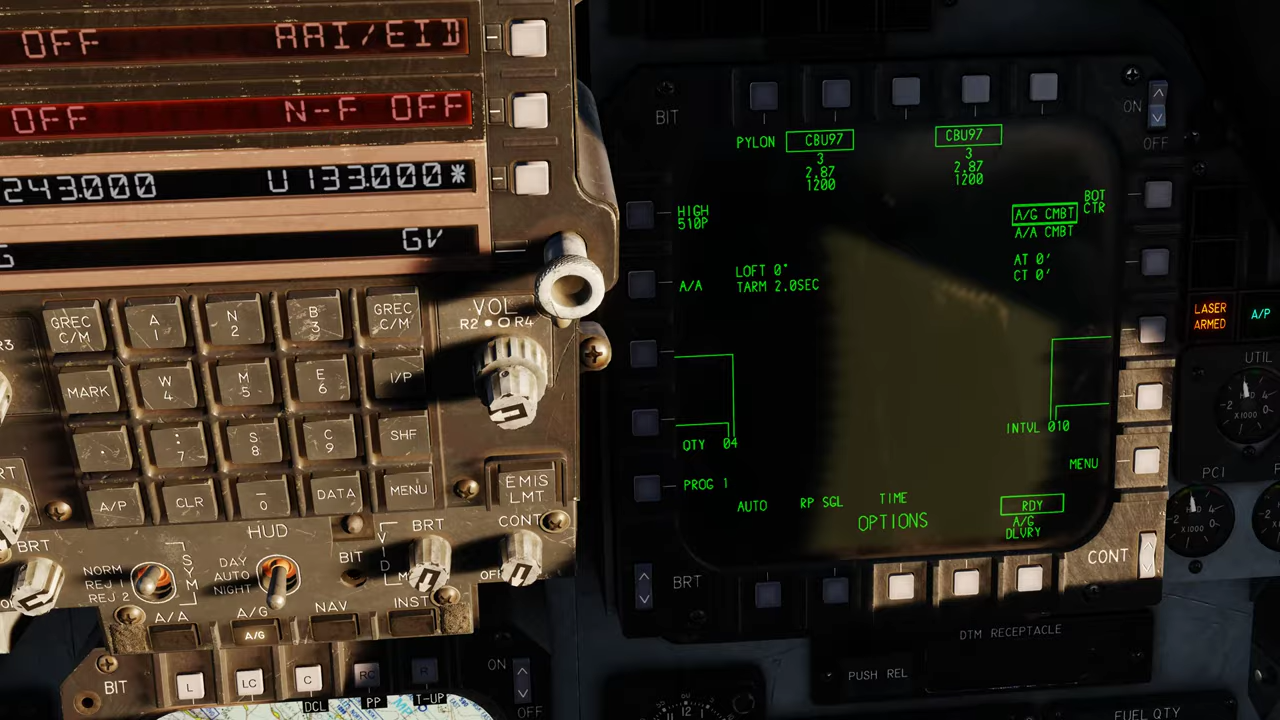 OFF AAI/EID
OFF N-F OFF
243.000 U 133.000*
G GV
GREC C/M
A 1
N 2
B 3
GREC C/M
MARK
W 4
M 5
E 6
I/P
.
: 7
S 8
C 9
SHF
A/P
CLR
– 0
DATA
MENU
VOL
R2 R4
R3
EMIS LMT
HUD
BRT
BRT
CONT
NORM
REJ 1
REJ 2
SYM
DAY
AUTO
NIGHT
BIT
OFF
A/A
A/G
NAV
INST
A/G
BIT
L
LC
C
RC
R
ON
OFF
DCL
PP
T-UP
BIT
ON
OFF
PYLON
CBU97
3
2.87
1200
CBU97
3
2.87
1200
HIGH
510P
BOT
CTR
A/G CMBT
A/A CMBT
A/A
LOFT 0°
TARM 2.0SEC
AT 0'
CT 0'
QTY 04
INTVL 010
PROG 1
MENU
AUTO
RP SGL
TIME
OPTIONS
RDY
A/G
DLVRY
BRT
CONT
LASER
ARMED
A/P
UTIL
X1000
PCI
X1000
DTM RECEPTACLE
PUSH REL
FUEL QTY
12